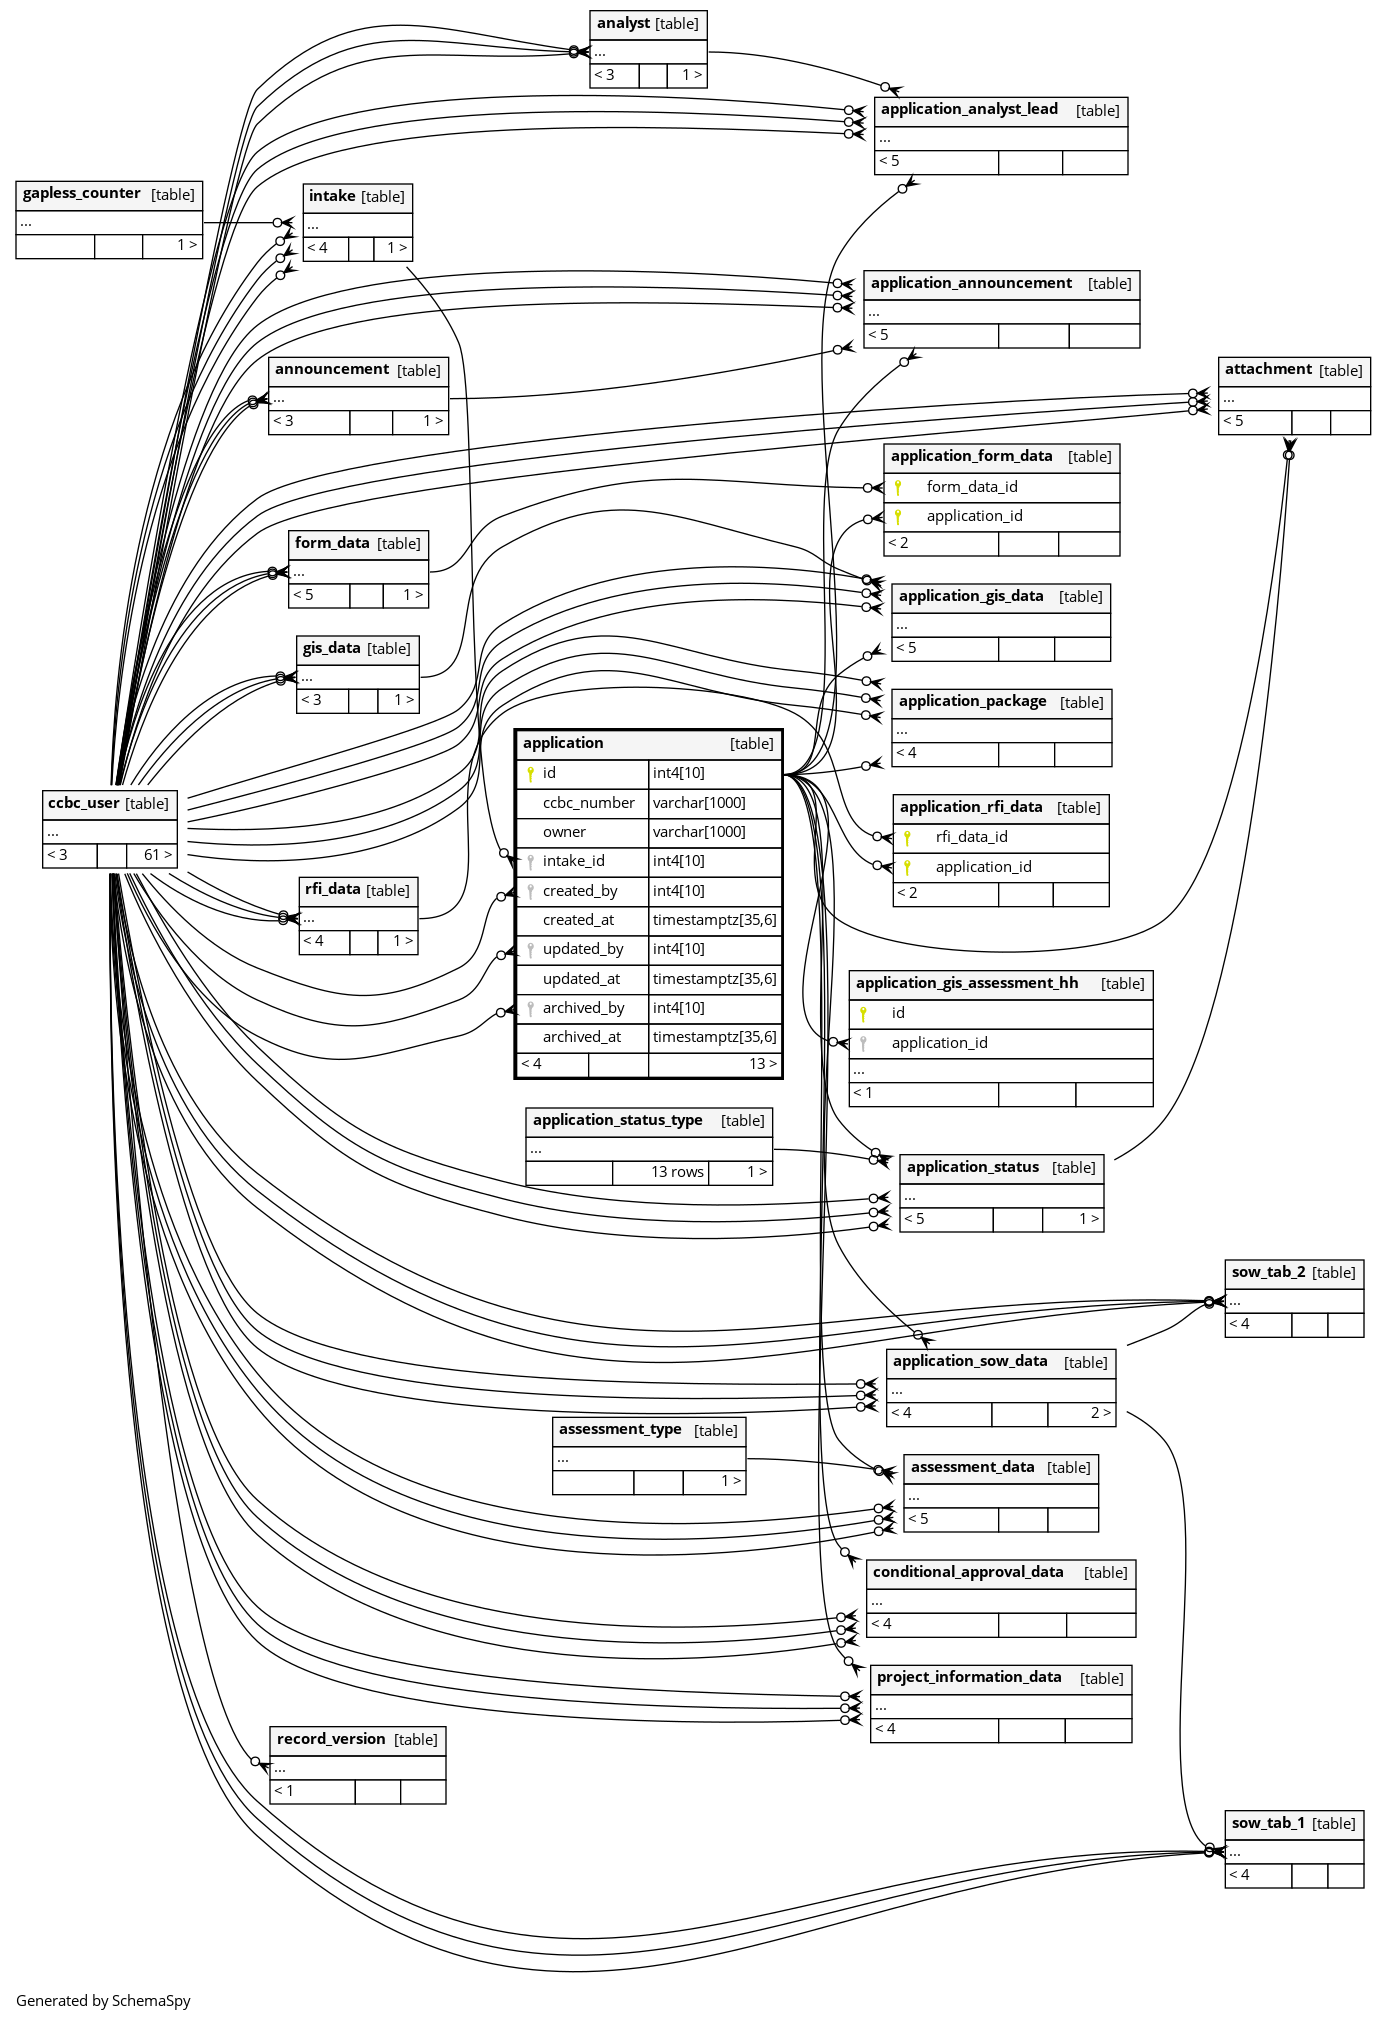 analyst [table]
...
< 3 1 >
application_analyst_lead [table]
...
< 5
gapless_counter [table]
...
1 >
intake [table]
...
< 4 1 >
application_announcement [table]
...
< 5
announcement [table]
...
< 3 1 >
attachment [table]
...
< 5
application_form_data [table]
form_data_id
application_id
< 2
form_data [table]
...
< 5 1 >
application_gis_data [table]
...
< 5
gis_data [table]
...
< 3 1 >
application_package [table]
...
< 4
application [table]
id int4[10]
ccbc_number varchar[1000]
owner varchar[1000]
intake_id int4[10]
created_by int4[10]
created_at timestamptz[35,6]
updated_by int4[10]
updated_at timestamptz[35,6]
archived_by int4[10]
archived_at timestamptz[35,6]
< 4 13 >
ccbc_user [table]
...
< 3 61 >
application_rfi_data [table]
rfi_data_id
application_id
< 2
rfi_data [table]
...
< 4 1 >
application_gis_assessment_hh [table]
id
application_id
...
< 1
application_status_type [table]
...
13 rows 1 >
application_status [table]
...
< 5 1 >
sow_tab_2 [table]
...
< 4
application_sow_data [table]
...
< 4 2 >
assessment_type [table]
...
1 >
assessment_data [table]
...
< 5
conditional_approval_data [table]
...
< 4
project_information_data [table]
...
< 4
record_version [table]
...
< 1
sow_tab_1 [table]
...
< 4
Generated by SchemaSpy